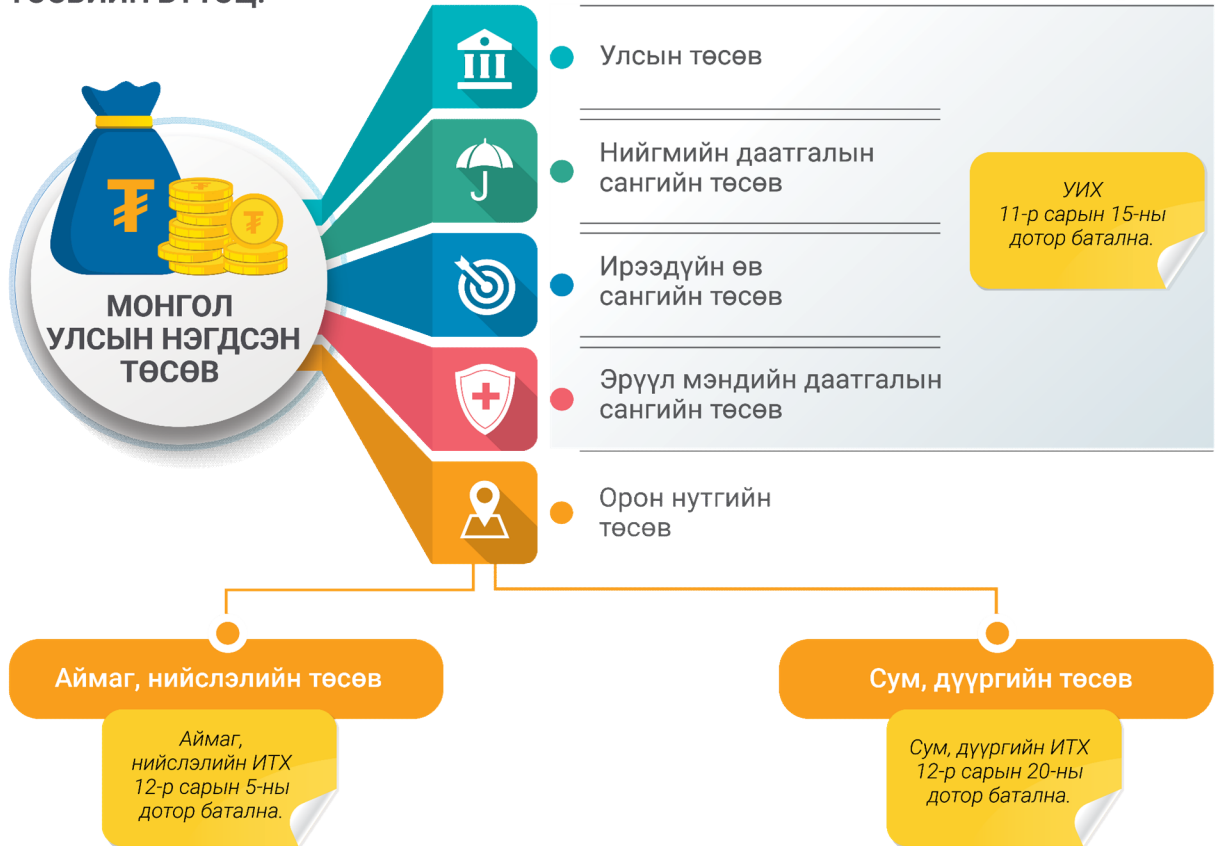 МОНГОЛ
УЛСЫН НЭГДСЭН
ТӨСӨВ
Улсын төсөв
Нийгмийн даатгалын
сангийн төсөв
Ирээдүйн өв
сангийн төсөв
Эрүүл мэндийн даатгалын
сангийн төсөв
УИХ
11-р сарын 15-ны
дотор батална.
Орон нутгийн
төсөв
Аймаг, нийслэлийн төсөв
Аймаг,
нийслэлийн ИТХ
12-р сарын 5-ны
дотор батална.
Сум, дүүргийн төсөв
Сум, дүүргийн ИТХ
12-р сарын 20-ны
дотор батална.